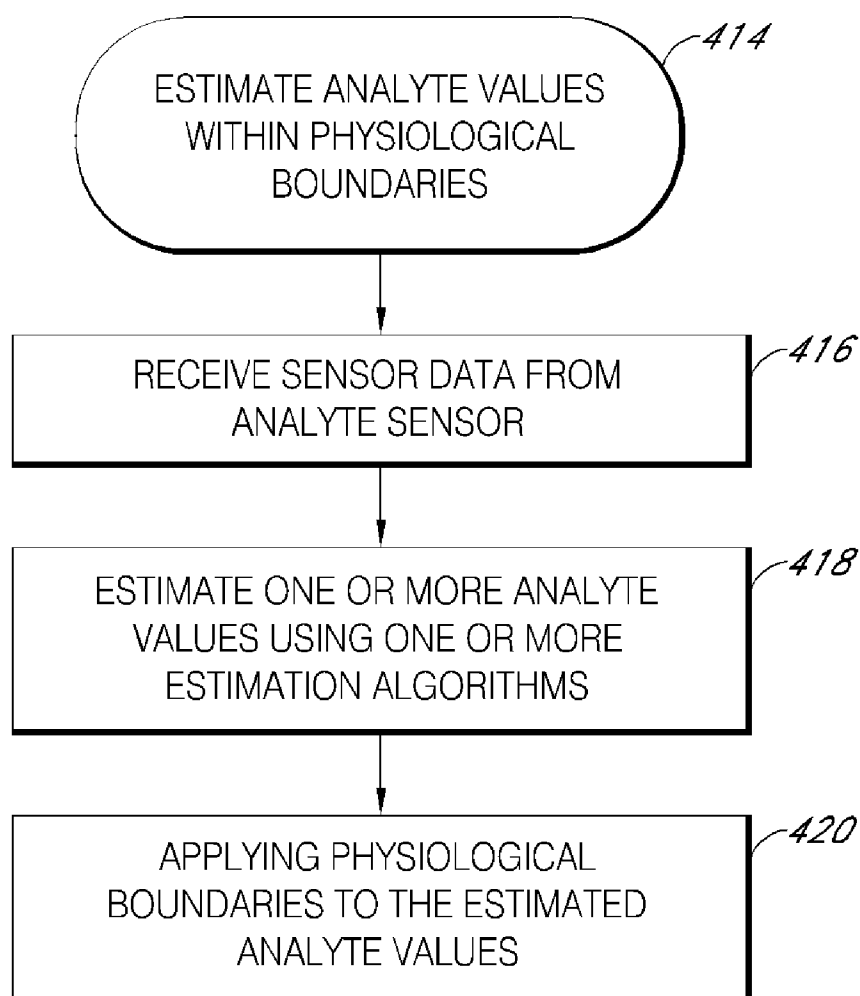 414
ESTIMATE ANALYTE VALUES
WITHIN PHYSIOLOGICAL
BOUNDARIES
416
RECEIVE SENSOR DATA FROM
ANALYTE SENSOR
418
ESTIMATE ONE OR MORE ANALYTE
VALUES USING ONE OR MORE
ESTIMATION ALGORITHMS
420
APPLYING PHYSIOLOGICAL
BOUNDARIES TO THE ESTIMATED
ANALYTE VALUES